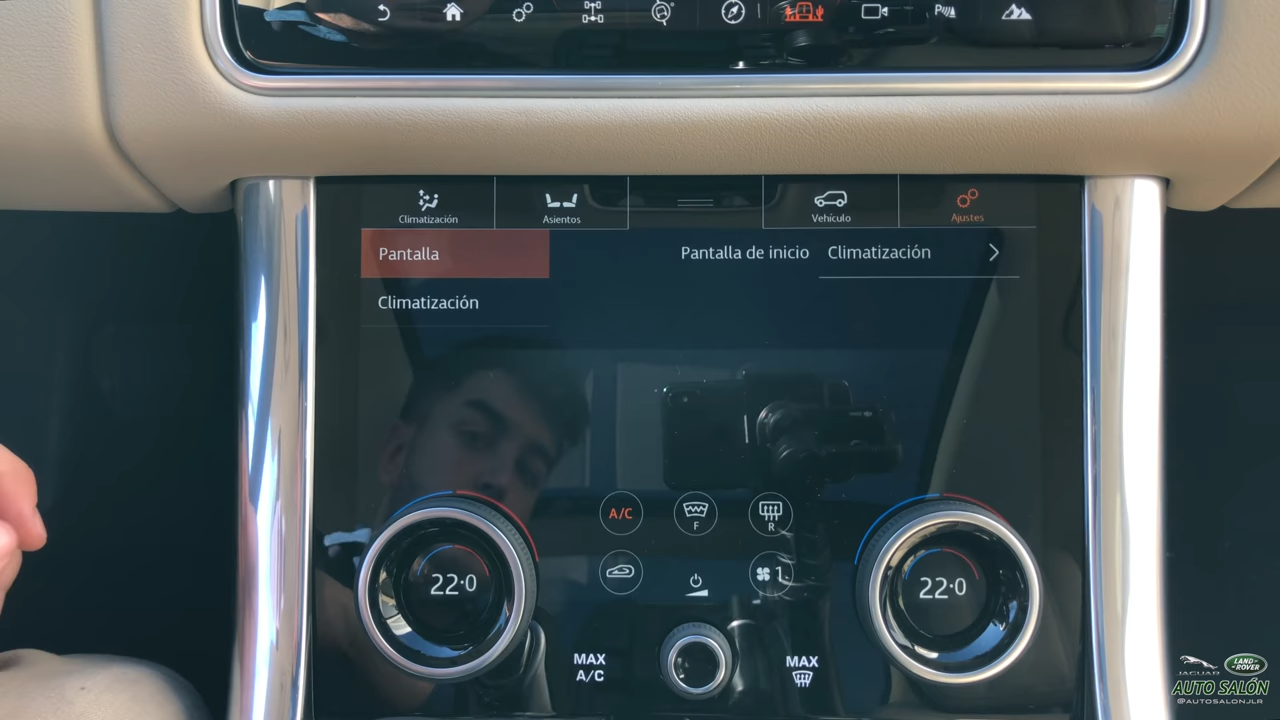 Climatización
Asientos
Vehículo
Ajustes
Pantalla
Pantalla de inicio
Climatización
Climatización
A/C
F
R
22·0
1
22·0
MAX
A/C
MAX
JAGUAR
LAND ROVER
AUTO SALÓN
@AUTOSALONJLR